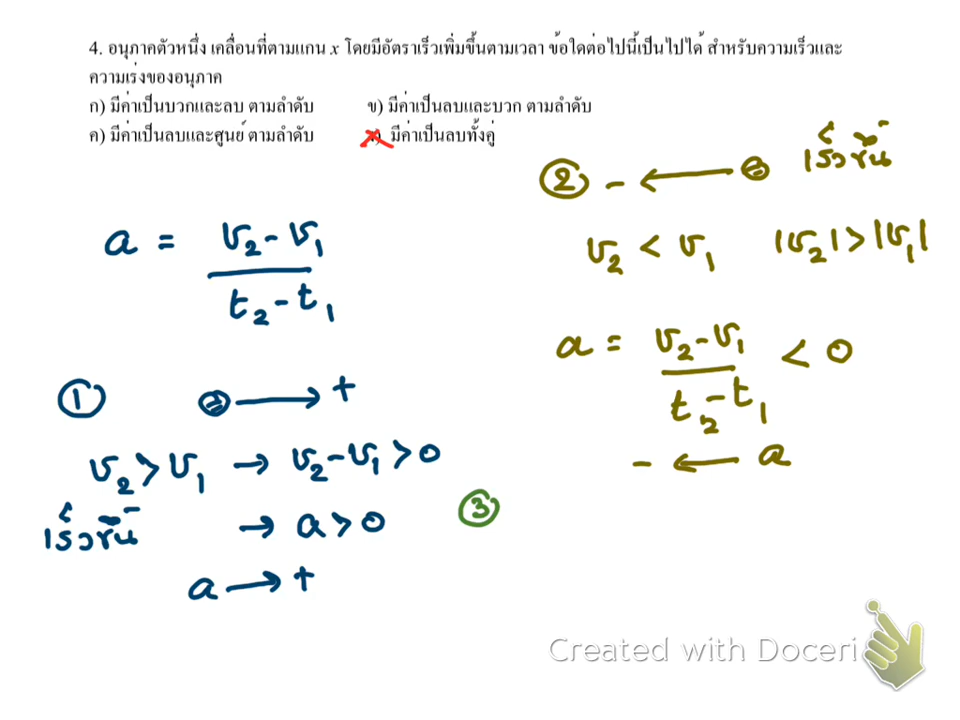 4. อนุภาคตัวหนึ่ง เคลื่อนที่ตามแกน x โดยมีอัตราเร็วเพิ่มขึ้นตามเวลา ข้อใดต่อไปนี้เป็นไปได้ สำหรับความเร็วและ
ความเร่งของอนุภาค
ก) มีค่าเป็นบวกและลบ ตามลำดับ ข) มีค่าเป็นลบและบวก ตามลำดับ
ค) มีค่าเป็นลบและศูนย์ ตามลำดับ มีค่าเป็นลบทั้งคู่
a = v₂ - v₁
t₂ - t₁
① → +
v₂ > v₁ → v₂ - v₁ > 0
เร็วขึ้น → a > 0
a → +
② - ← เร็วขึ้น
v₂ < v₁ |v₂| > |v₁|
a = v₂ - v₁ < 0
t₂ - t₁
- ← a
③
Created with Doceri